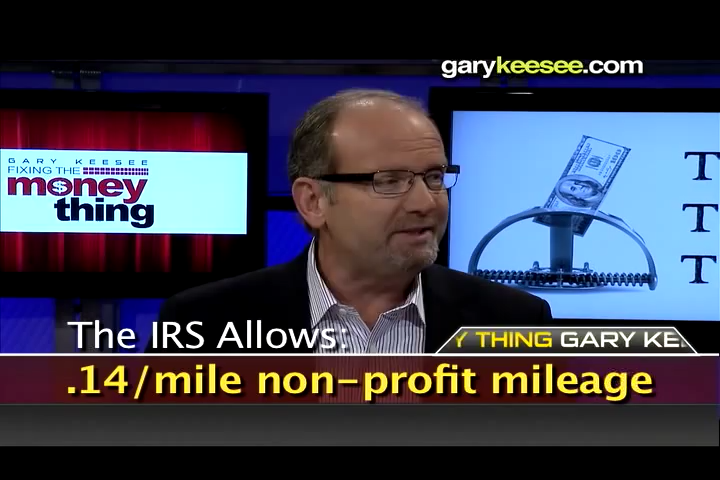 garykeesee.com
GARY KEESEE
FIXING THE
money
thing
T
T
T
The IRS Allows:
Y THING GARY KE
.14/mile non-profit mileage